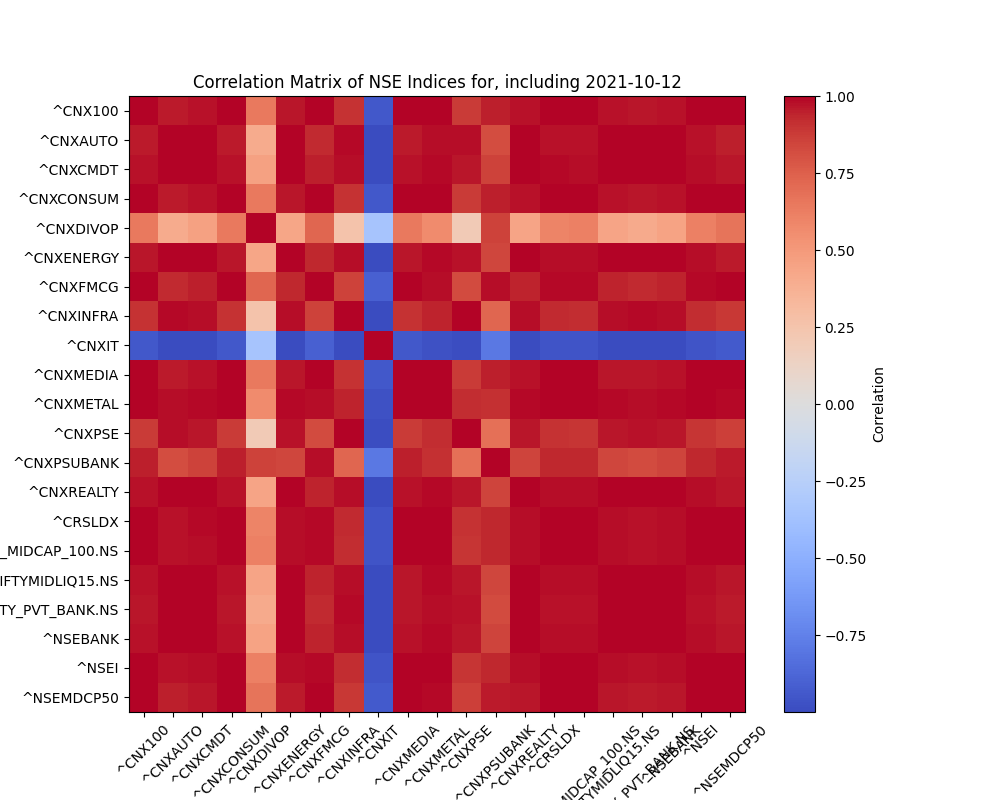 Correlation Matrix of NSE Indices for, including 2021-10-12
^CNX100
^CNXAUTO
^CNXCMDT
^CNXCONSUM
^CNXDIVOP
^CNXENERGY
^CNXFMCG
^CNXINFRA
^CNXIT
^CNXMEDIA
^CNXMETAL
^CNXPSE
^CNXPSUBANK
^CNXREALTY
^CRSLDX
_MIDCAP_100.NS
IFTYMIDLIQ15.NS
TY_PVT_BANK.NS
^NSEBANK
^NSEI
^NSEMDCP50
^CNX100
^CNXAUTO
^CNXCMDT
^CNXCONSUM
^CNXDIVOP
^CNXENERGY
^CNXFMCG
^CNXINFRA
^CNXIT
^CNXMEDIA
^CNXMETAL
^CNXPSE
^CNXPSUBANK
^CNXREALTY
^CRSLDX
MIDCAP_100.NS
TYMIDLIQ15.NS
PVT_BANK.NS
^NSEBANK
^NSEI
^NSEMDCP50
1.00
0.75
0.50
0.25
0.00
−0.25
−0.50
−0.75
Correlation